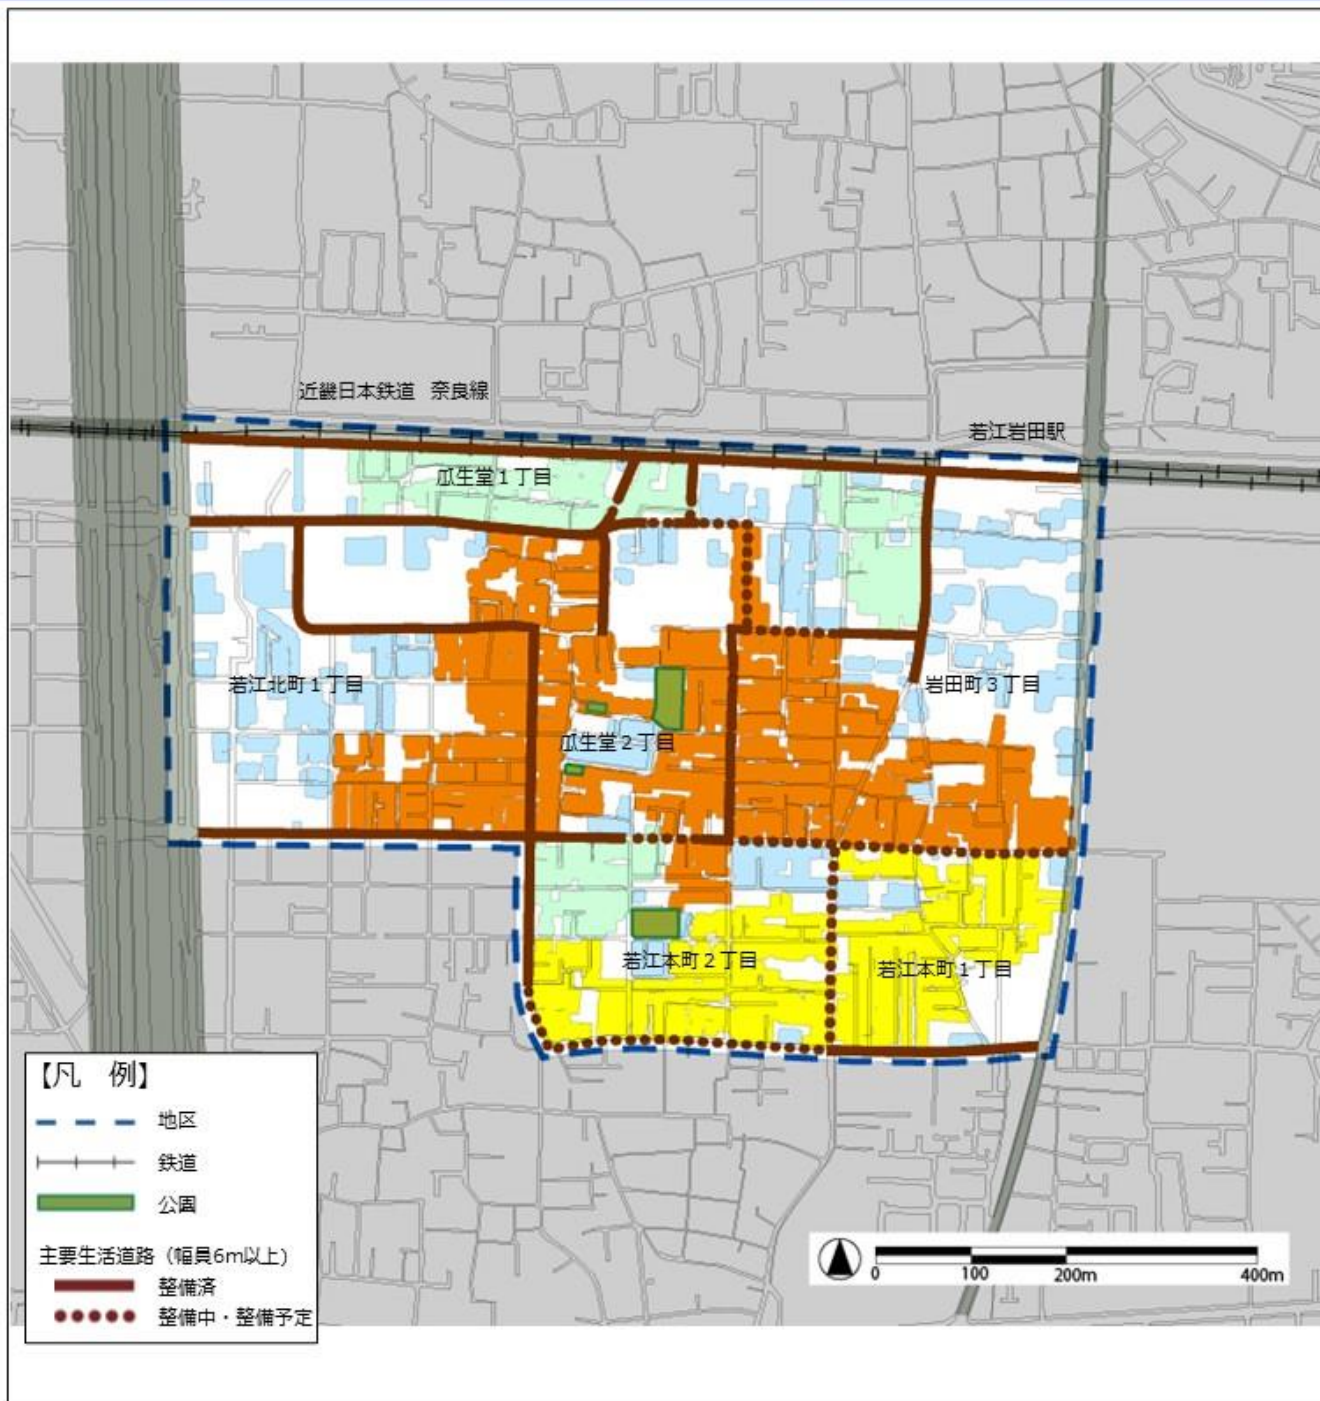 近畿日本鉄道 奈良線
若江岩田駅
瓜生堂1丁目
若江北町1丁目
岩田町3丁目
瓜生堂2丁目
若江本町2丁目
若江本町1丁目
【凡 例】
地区
鉄道
公園
主要生活道路（幅員6m以上）
整備済
整備中・整備予定
0 100 200m 400m